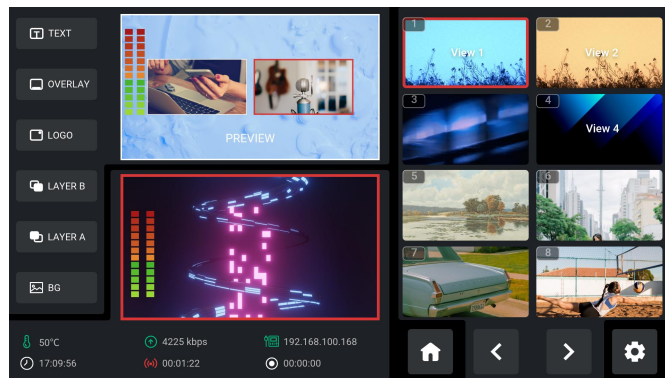 TEXT
OVERLAY
LOGO
LAYER B
LAYER A
BG
PREVIEW
50°C
4225 kbps
192.168.100.168
17:09:56
00:01:22
00:00:00
1
View 1
2
View 2
3
4
View 4
5
6
7
8